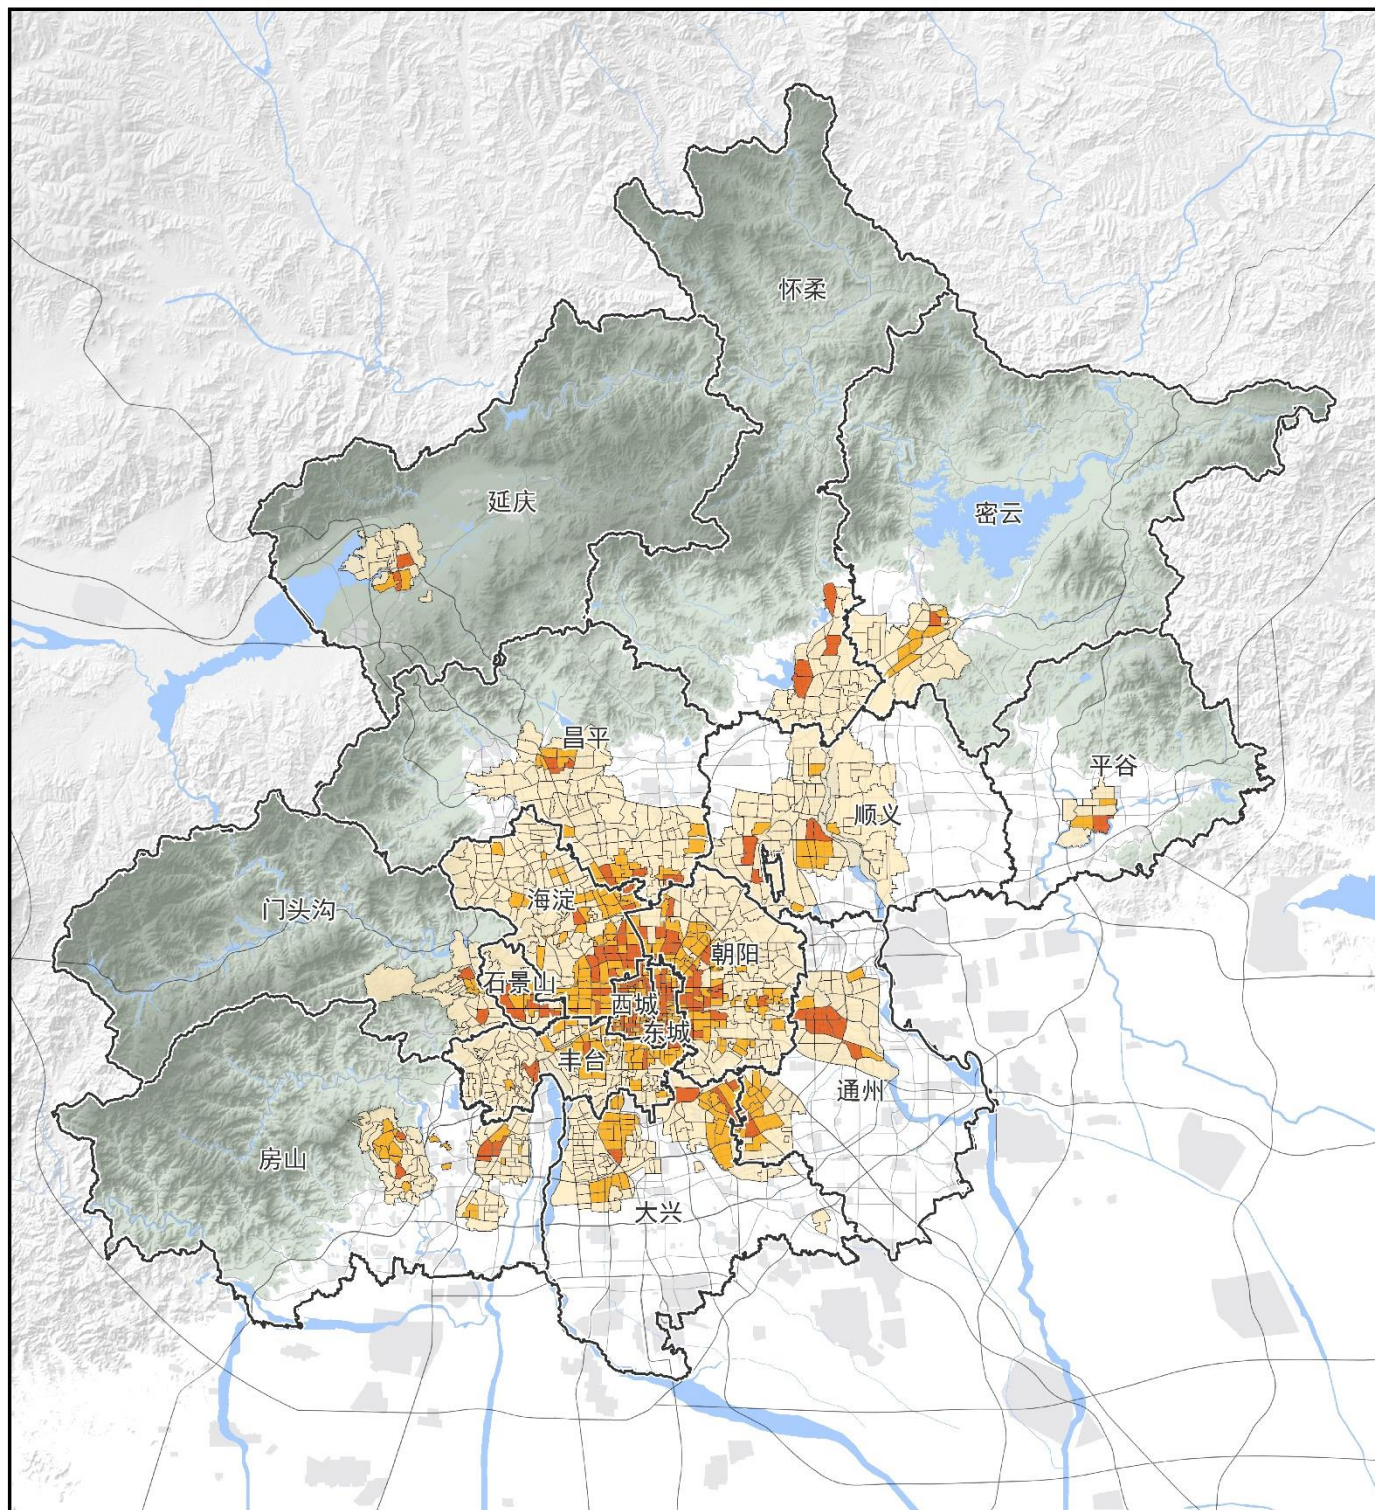 怀柔
延庆
密云
昌平
平谷
顺义
海淀
门头沟
朝阳
石景山
西城
东城
丰台
通州
房山
大兴